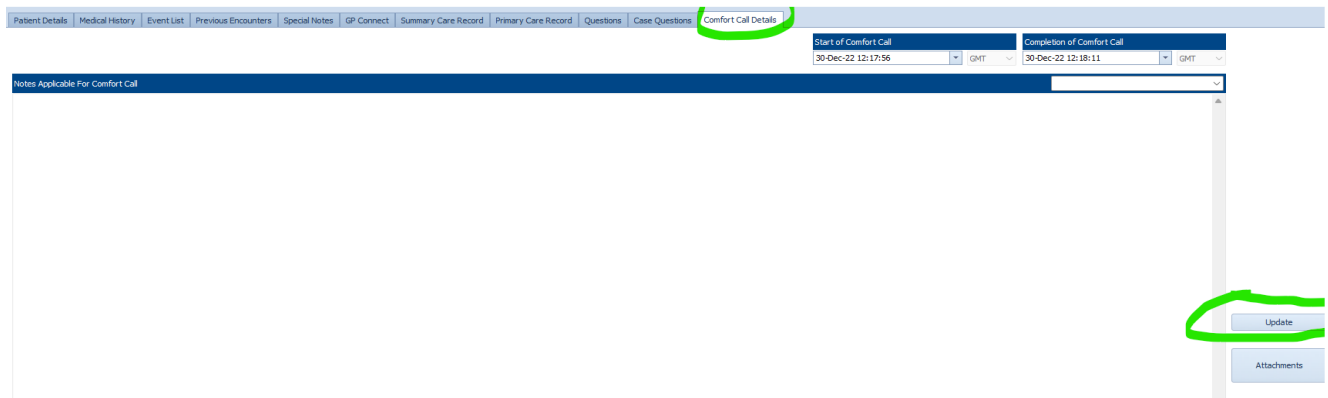 Patient Details Medical History Event List Previous Encounters Special Notes GP Connect Summary Care Record Primary Care Record Questions Case Questions Comfort Call Details
Start of Comfort Call Completion of Comfort Call
30-Dec-22 12:17:56 GMT 30-Dec-22 12:18:11 GMT
Notes Applicable For Comfort Call
Update
Attachments